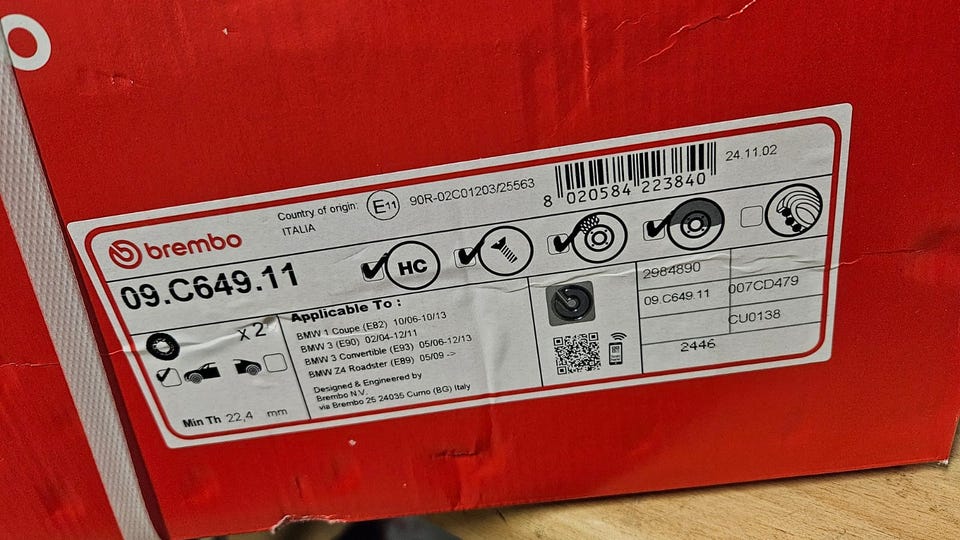 Country of origin:
ITALIA
E11
90R-02C01203/25563
8 020584 223840
24.11.02
brembo
09.C649.11
HC
x 2
Applicable To :
BMW 1 Coupe (E82) 10/06-10/13
BMW 3 (E90) 02/04-12/11
BMW 3 Convertible (E93) 05/06-12/13
BMW Z4 Roadster (E89) 05/09 ->
Designed & Engineered by
Brembo N.V.
via Brembo 25 24035 Curno (BG) Italy
Min Th 22,4 mm
2984890
09.C649.11 007CD479
CU0138
2446